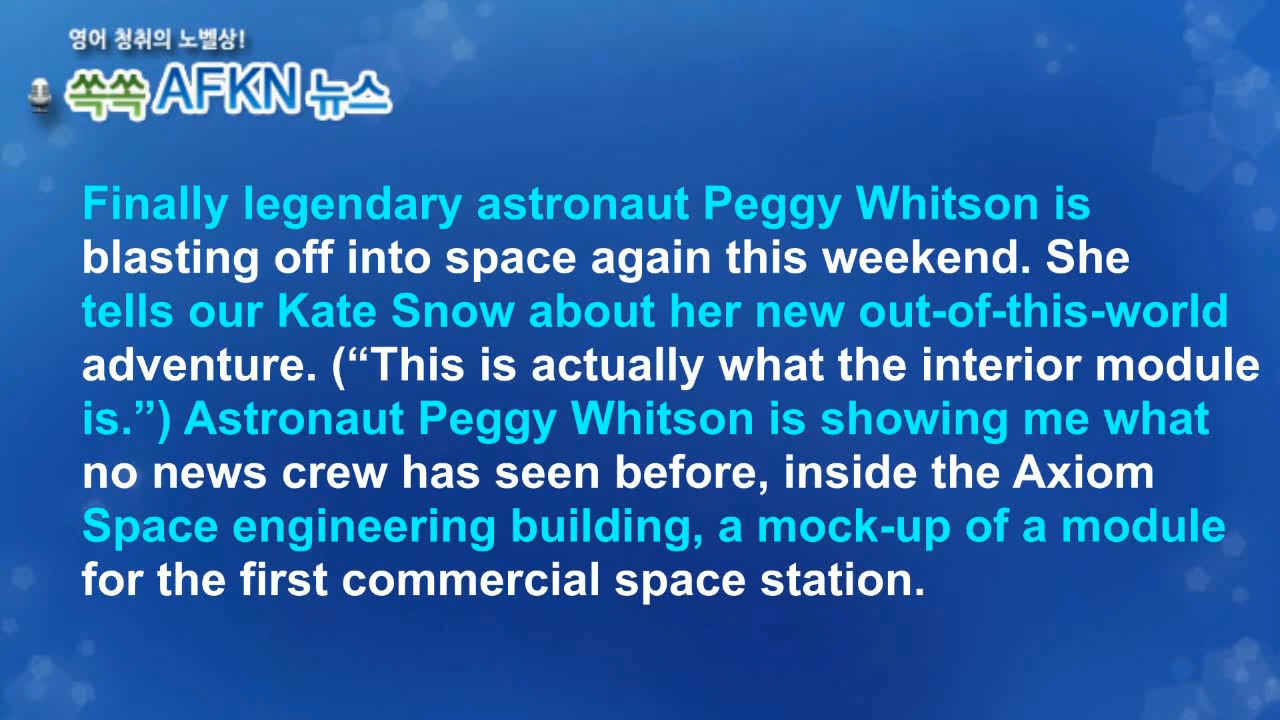 영어 청취의 노벨상!
쏙쏙 AFKN 뉴스
Finally legendary astronaut Peggy Whitson is
blasting off into space again this weekend. She
tells our Kate Snow about her new out-of-this-world
adventure. (“This is actually what the interior module
is.”) Astronaut Peggy Whitson is showing me what
no news crew has seen before, inside the Axiom
Space engineering building, a mock-up of a module
for the first commercial space station.